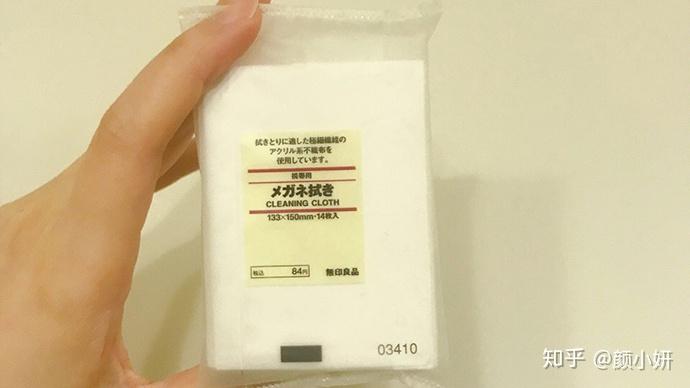 拭きとりに適した極細繊維の
アクリル系不織布を
使用しています。
携帯用
メガネ拭き
CLEANING CLOTH
133×150mm・14枚入
税込 84円 無印良品
03410
知乎 @颜小妍